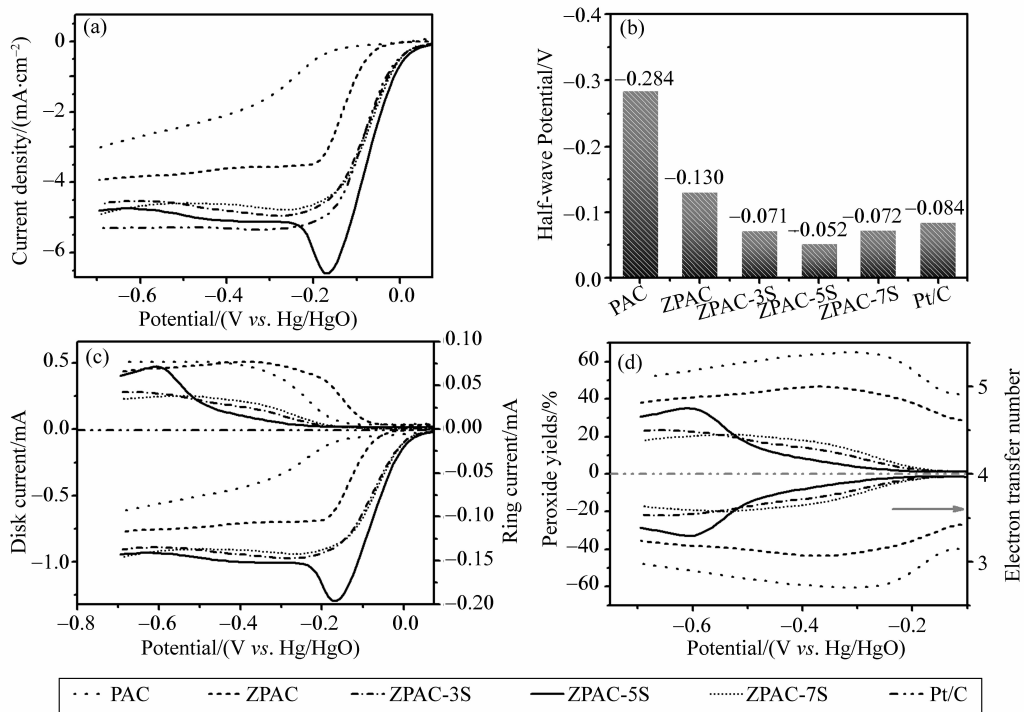 (a)
0
−2
−4
−6
Current density/(mA·cm−2)
−0.6
−0.4
−0.2
0.0
Potential/(V vs. Hg/HgO)
(b)
−0.4
−0.3
−0.2
−0.1
0.0
Half-wave Potential/V
−0.284
−0.130
−0.071
−0.052
−0.072
−0.084
PAC
ZPAC
ZPAC-3S
ZPAC-5S
ZPAC-7S
Pt/C
(c)
0.5
0.0
−0.5
−1.0
Disk current/mA
0.10
0.05
0.00
−0.05
−0.10
−0.15
−0.20
Ring current/mA
−0.8
−0.6
−0.4
−0.2
0.0
Potential/(V vs. Hg/HgO)
(d)
60
40
20
0
−20
−40
−60
Peroxide yields/%
5
4
3
Electron transfer number
−0.6
−0.4
−0.2
Potential/(V vs. Hg/HgO)
PAC
ZPAC
ZPAC-3S
ZPAC-5S
ZPAC-7S
Pt/C